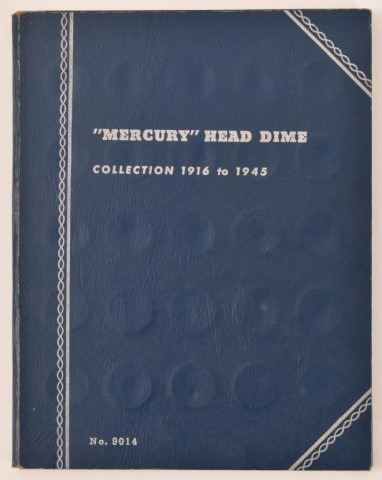 "MERCURY" HEAD DIME
COLLECTION 1916 to 1945
No. 9014